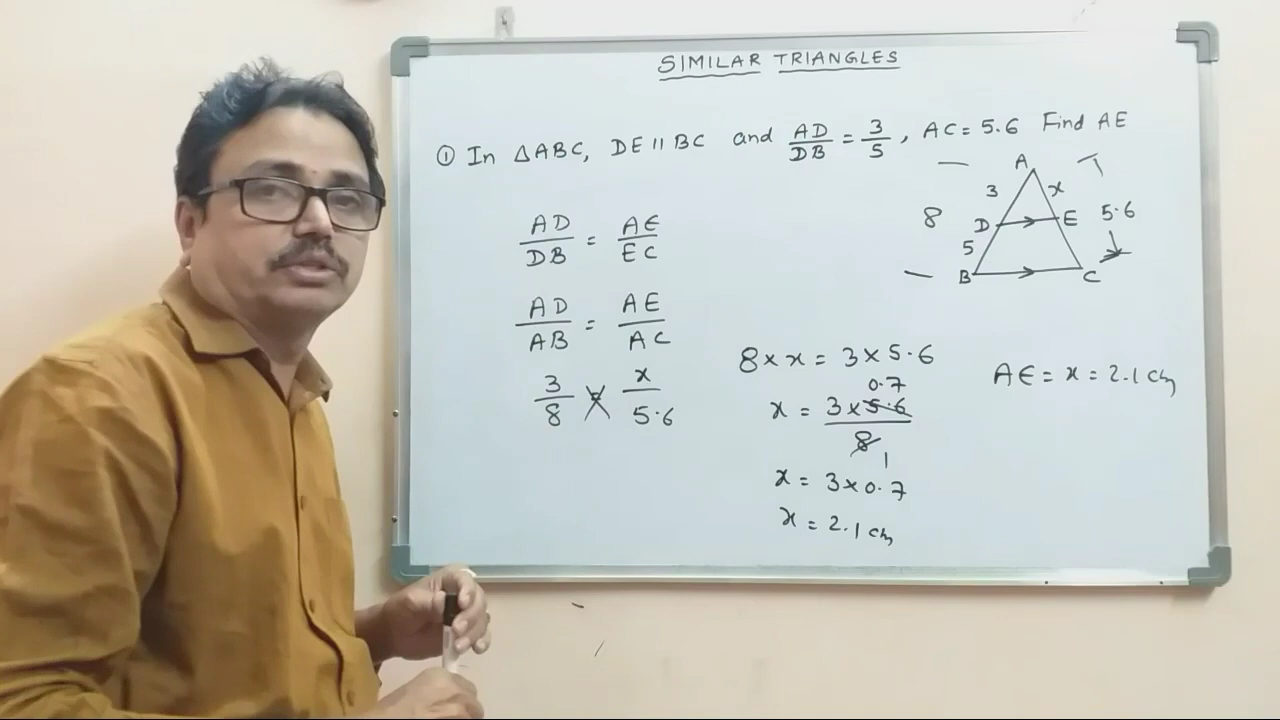 SIMILAR TRIANGLES
① In △ABC, DE || BC and AD/DB = 3/5, AC = 5.6 Find AE
A
3 x
8 D E 5.6
5
B C
AD/DB = AE/EC
AD/AB = AE/AC
3/8 = x/5.6
8 × x = 3 × 5.6
0.7
x = 3 × 5.6/8
1
x = 3 × 0.7
x = 2.1 cm
AE = x = 2.1 cm